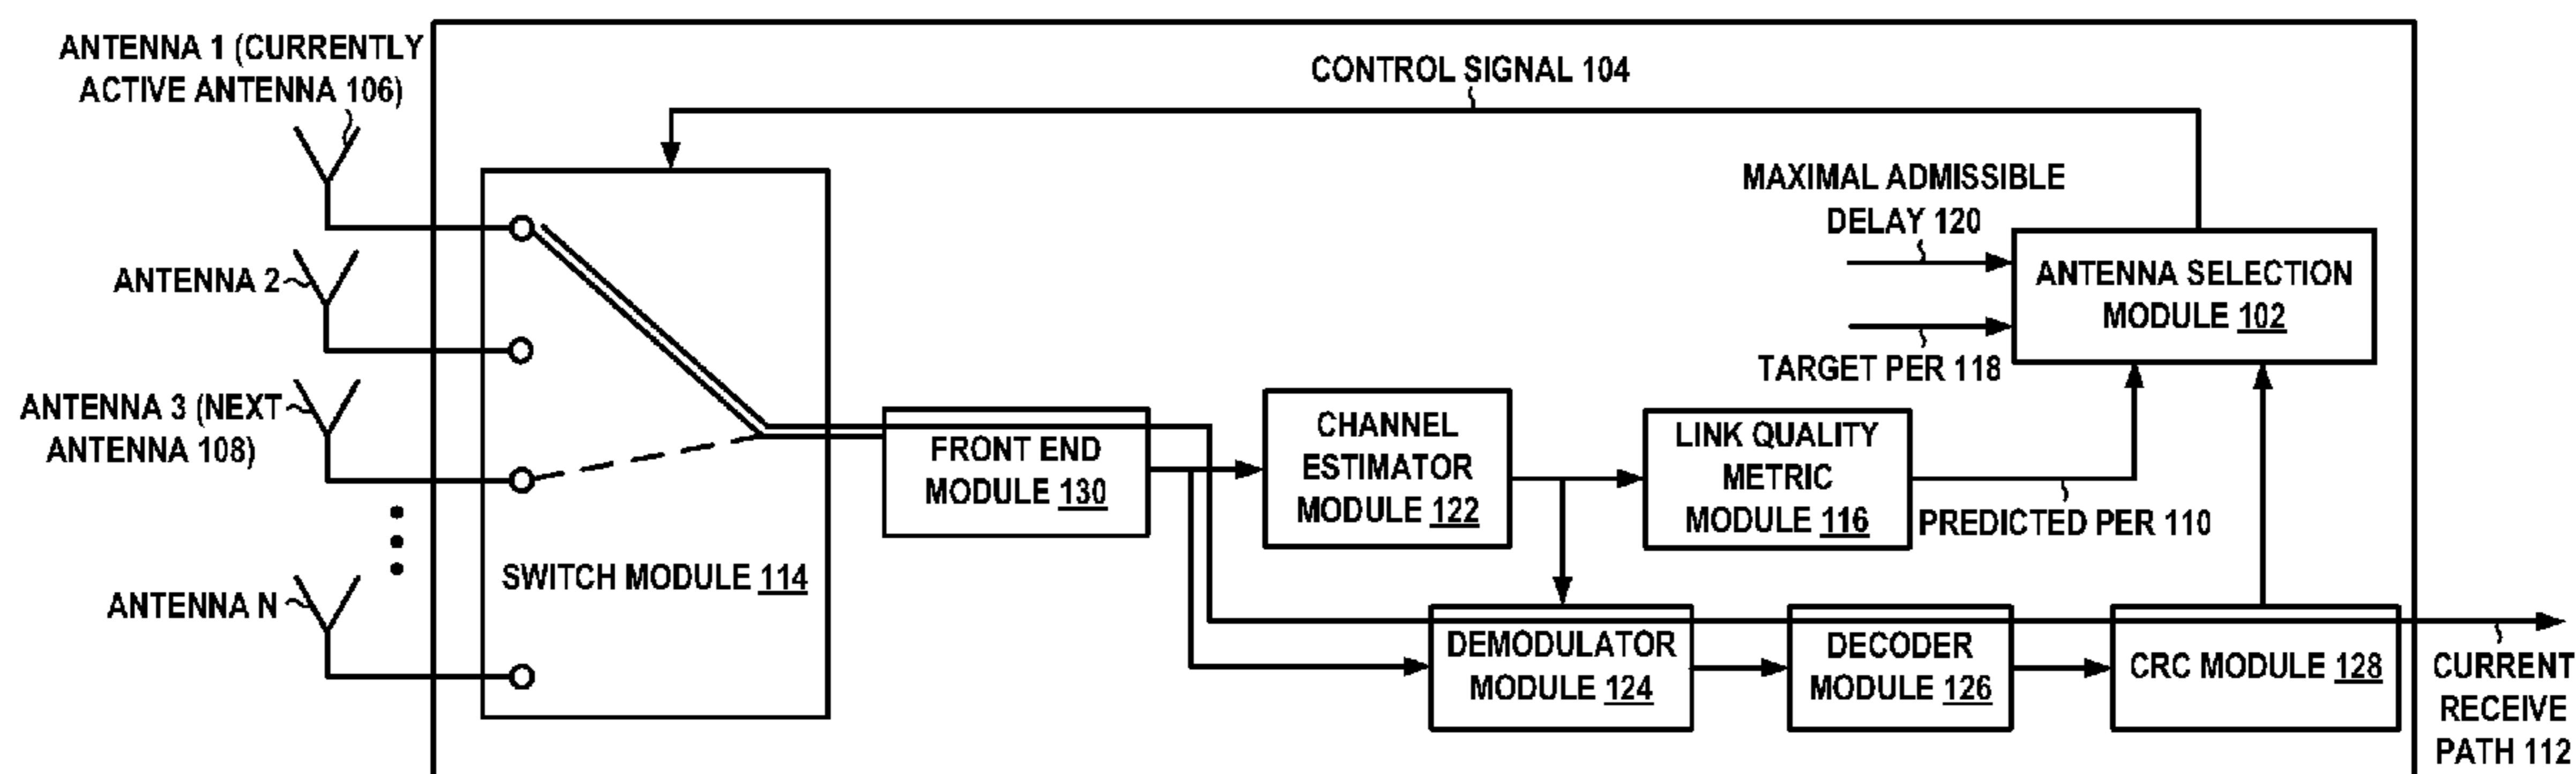 ANTENNA 1 (CURRENTLY
ACTIVE ANTENNA 106)
CONTROL SIGNAL 104
MAXIMAL ADMISSIBLE
DELAY 120
ANTENNA 2
ANTENNA SELECTION
MODULE 102
TARGET PER 118
ANTENNA 3 (NEXT
ANTENNA 108)
FRONT END
MODULE 130
CHANNEL
ESTIMATOR
MODULE 122
LINK QUALITY
METRIC
MODULE 116
PREDICTED PER 110
SWITCH MODULE 114
ANTENNA N
DEMODULATOR
MODULE 124
DECODER
MODULE 126
CRC MODULE 128
CURRENT
RECEIVE
PATH 112